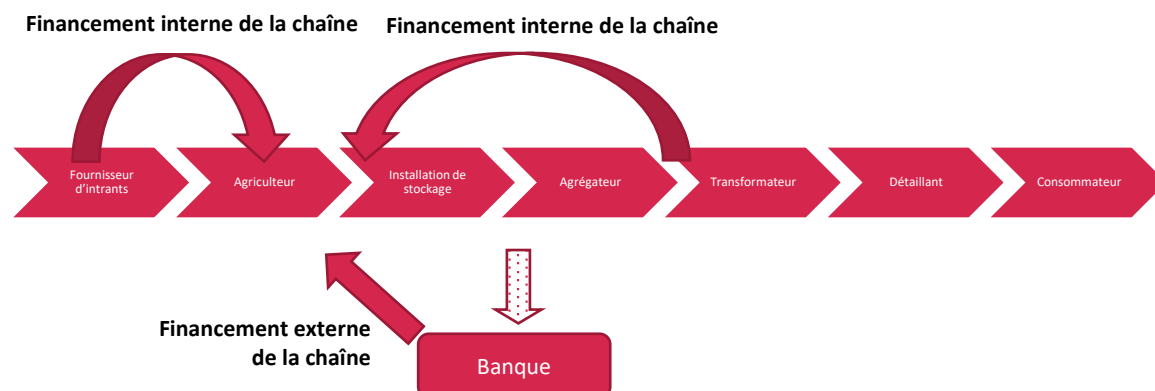 Financement interne de la chaîne
Financement interne de la chaîne
Fournisseur
d'intrants
Agriculteur
Installation de
stockage
Agrégateur
Transformateur
Détaillant
Consommateur
Financement externe
de la chaîne
Banque